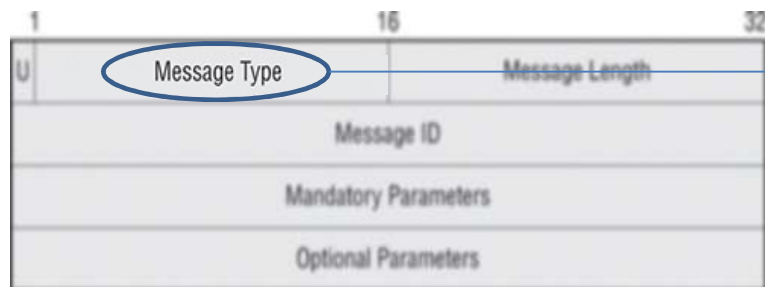 1 16 32
U Message Type Message Length
Message ID
Mandatory Parameters
Optional Parameters